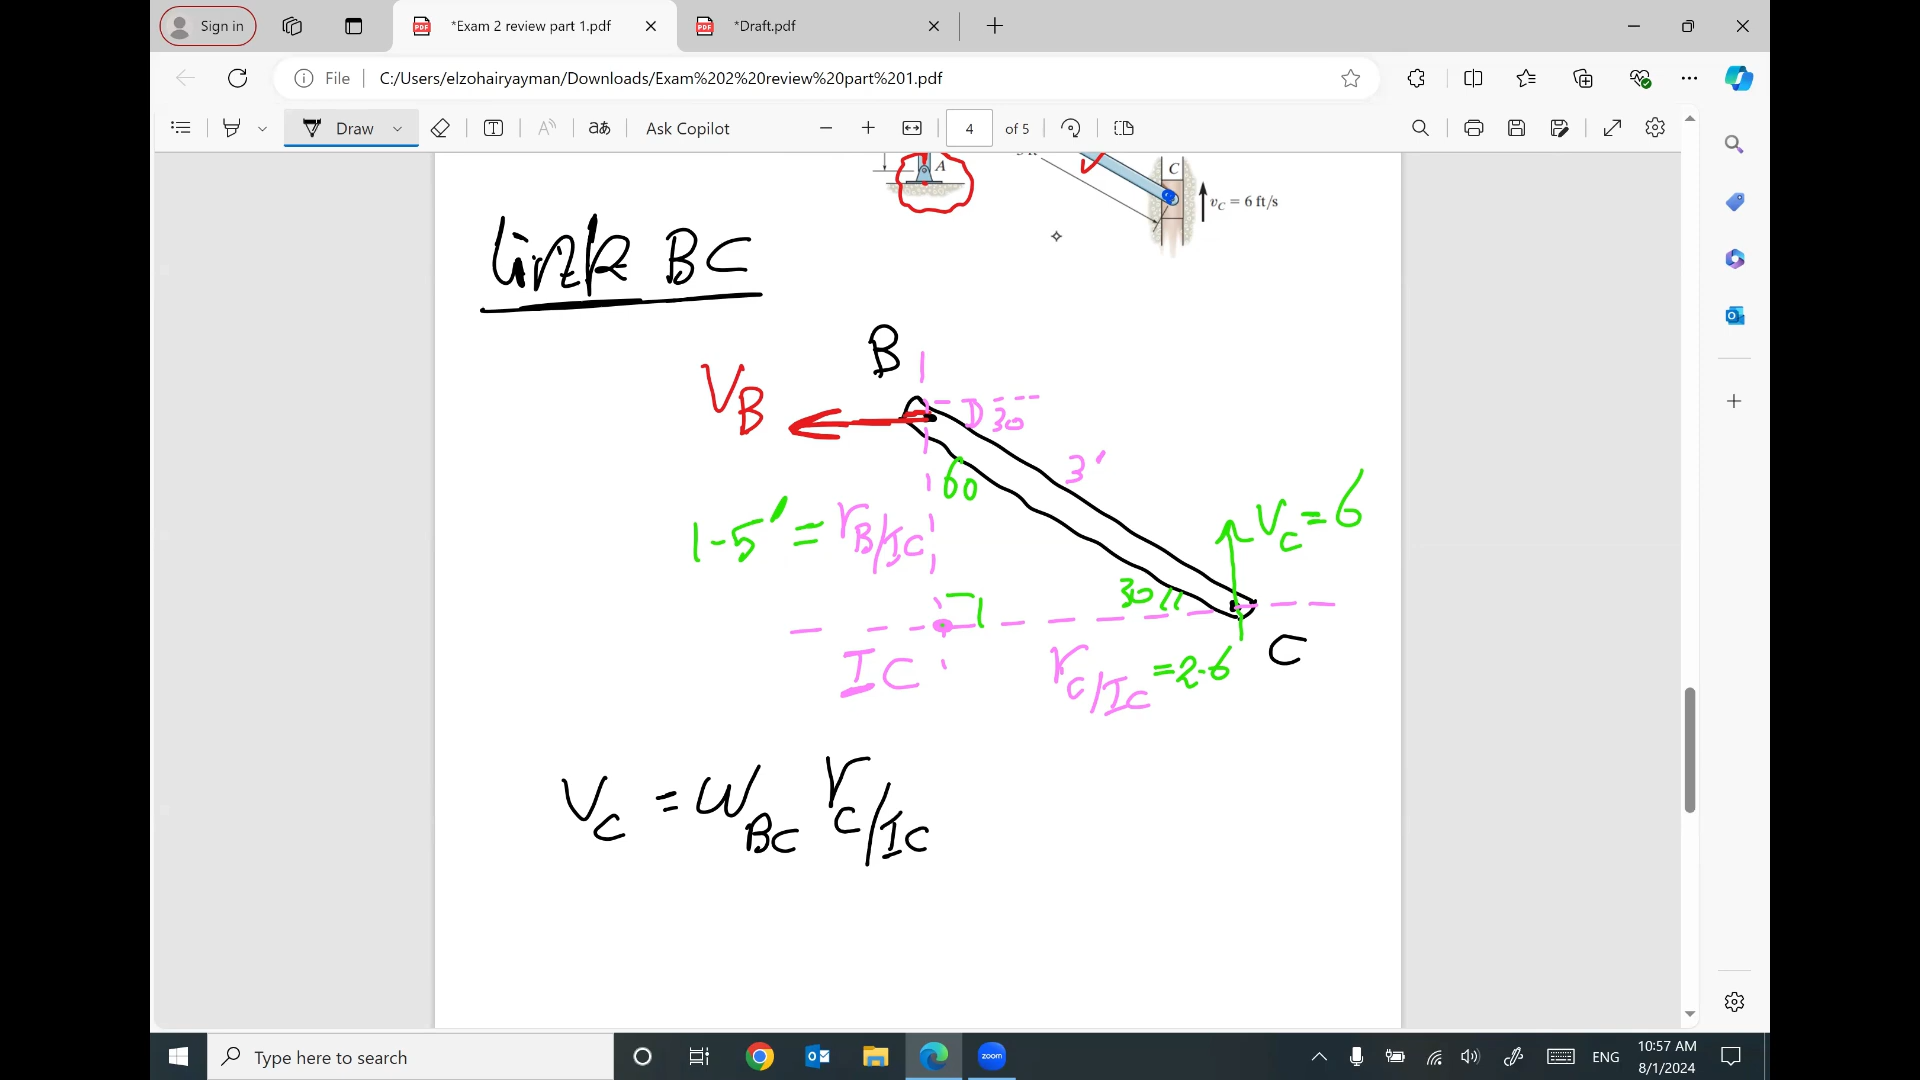 Sign in
*Exam 2 review part 1.pdf
*Draft.pdf
File
C:/Users/elzohairyayman/Downloads/Exam%202%20review%20part%201.pdf
Draw
aあ
Ask Copilot
4 of 5
A
C
vC = 6 ft/s
Link BC
B
VB
30
3'
60
VC = 6
1-5' = rB/IC
30
IC
rC/IC = 2-6
C
VC = ωBC rC/IC
Type here to search
zoom
ENG
10:57 AM
8/1/2024